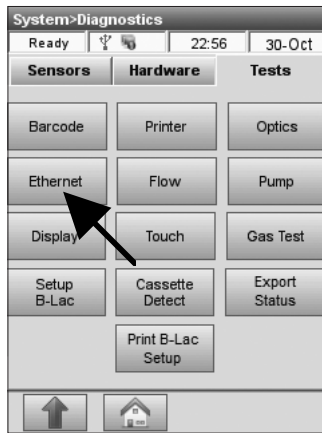 System>Diagnostics
Ready 22:56 30-Oct
Sensors Hardware Tests
Barcode Printer Optics
Ethernet Flow Pump
Display Touch Gas Test
Setup B-Lac Cassette Detect Export Status
Print B-Lac Setup